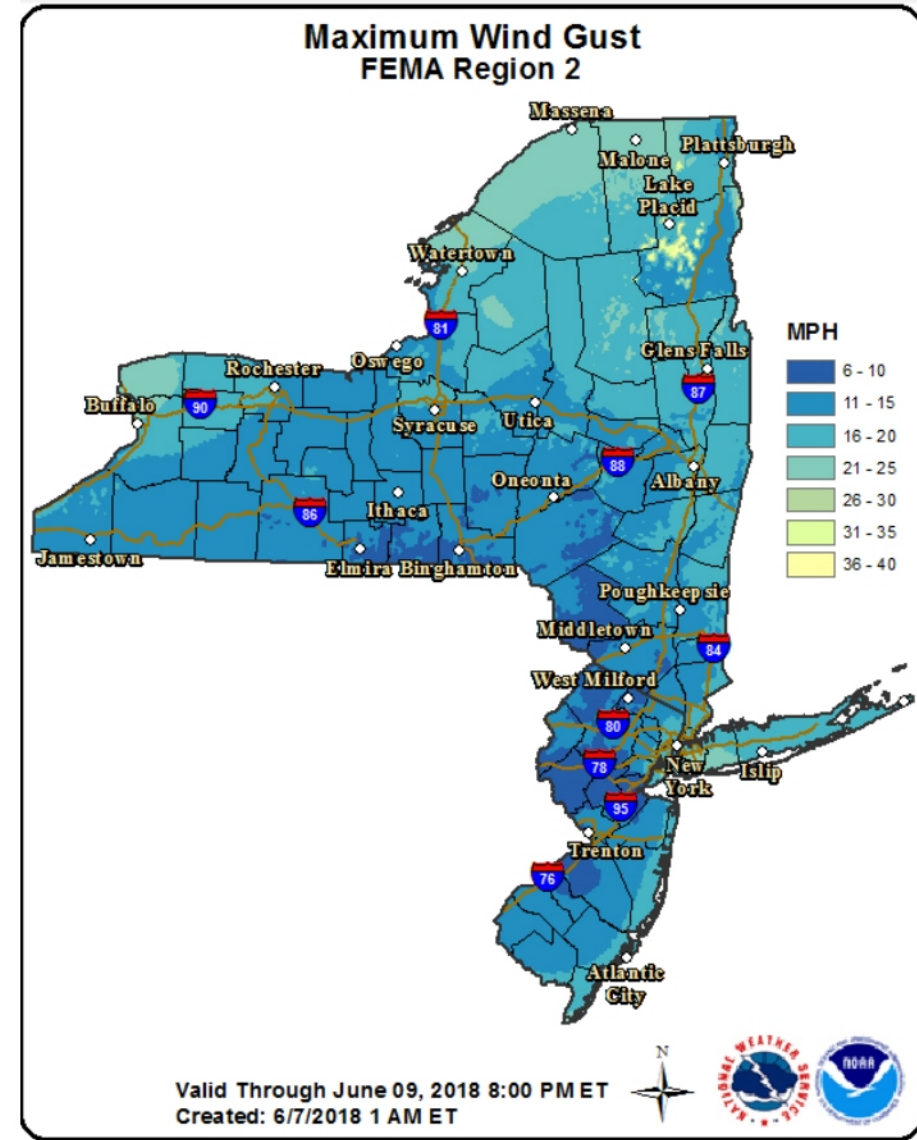 Maximum Wind Gust
FEMA Region 2
Massena
Malone
Plattsburgh
Lake
Placid
Watertown
81
Oswego
Glens Falls
87
Rochester
Buffalo
90
Syracuse
Utica
88
Albany
Oneonta
86
Ithaca
Jamestown
Elmira
Binghamton
Poughkeepsie
Middletown
84
West Milford
80
78
New
York
Islip
95
Trenton
76
Atlantic
City
MPH
6 - 10
11 - 15
16 - 20
21 - 25
26 - 30
31 - 35
36 - 40
Valid Through June 09, 2018 8:00 PM ET
Created: 6/7/2018 1 AM ET
N
NATIONAL WEATHER SERVICE
NOAA